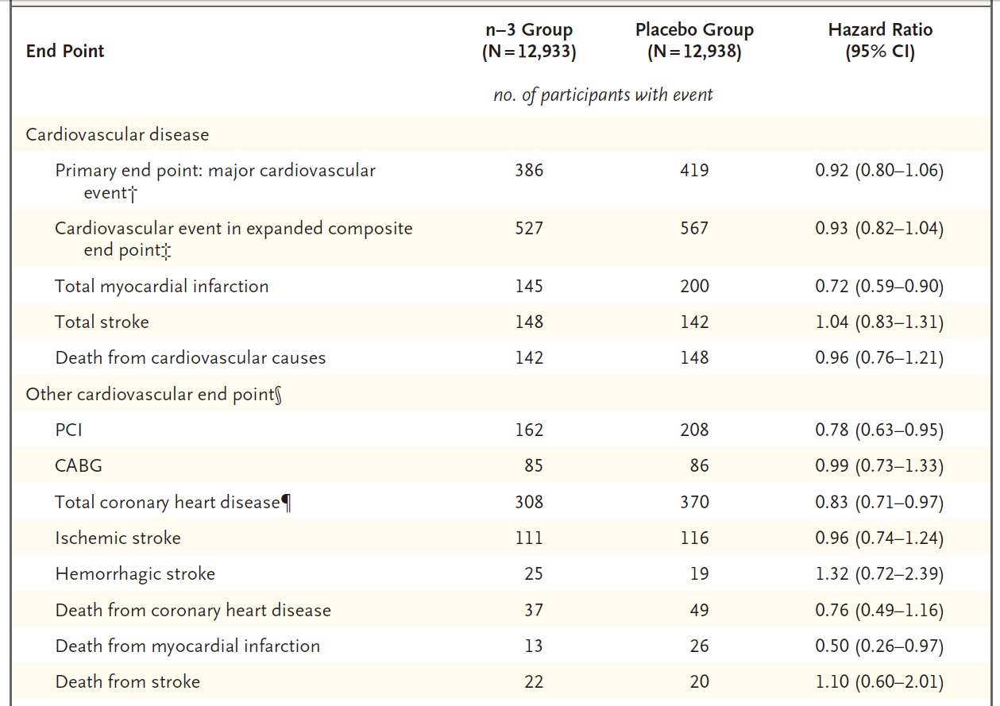 End Point n–3 Group (N=12,933) Placebo Group (N=12,938) Hazard Ratio (95% CI)
no. of participants with event
Cardiovascular disease
Primary end point: major cardiovascular event† 386 419 0.92 (0.80–1.06)
Cardiovascular event in expanded composite end point‡ 527 567 0.93 (0.82–1.04)
Total myocardial infarction 145 200 0.72 (0.59–0.90)
Total stroke 148 142 1.04 (0.83–1.31)
Death from cardiovascular causes 142 148 0.96 (0.76–1.21)
Other cardiovascular end point§
PCI 162 208 0.78 (0.63–0.95)
CABG 85 86 0.99 (0.73–1.33)
Total coronary heart disease¶ 308 370 0.83 (0.71–0.97)
Ischemic stroke 111 116 0.96 (0.74–1.24)
Hemorrhagic stroke 25 19 1.32 (0.72–2.39)
Death from coronary heart disease 37 49 0.76 (0.49–1.16)
Death from myocardial infarction 13 26 0.50 (0.26–0.97)
Death from stroke 22 20 1.10 (0.60–2.01)